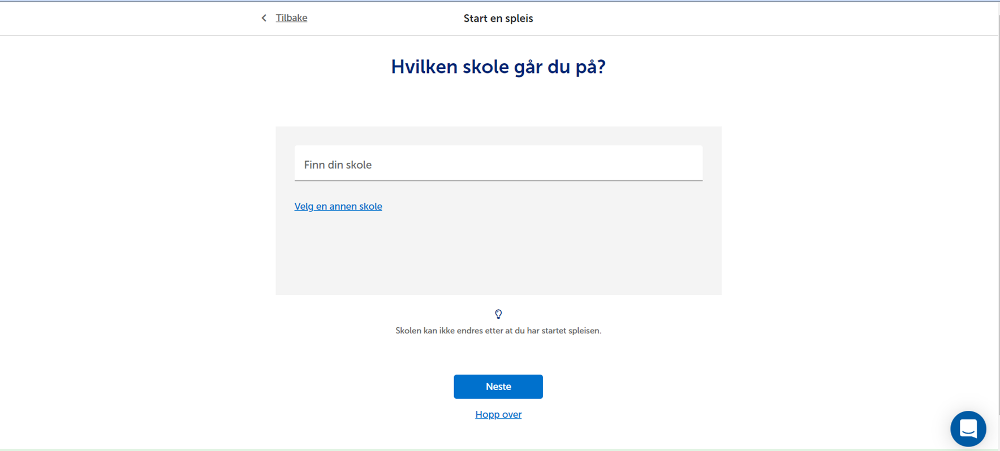 Tilbake
Start en spleis
Hvilken skole går du på?
Finn din skole
Velg en annen skole
Skolen kan ikke endres etter at du har startet spleisen.
Neste
Hopp over